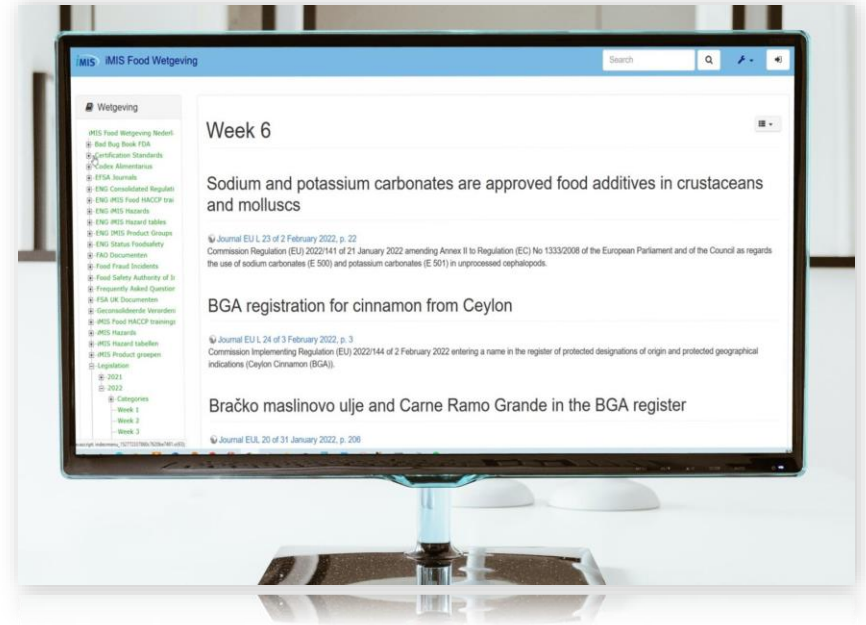 iMIS iMIS Food Wetgeving
Search
Wetgeving
iMIS Food Wetgeving Nederl
Bad Bug Book FDA
Certification Standards
Codex Alimentarius
EFSA Journals
ENG Consolidated Regulati
ENG iMIS Food HACCP trai
ENG iMIS Hazards
ENG iMIS Hazard tables
ENG IMIS Product Groups
ENG Status Foodsafety
FAO Documenten
Food Fraud Incidents
Food Safety Authority of I
Frequently Asked Question
FSA UK Documenten
Geconsolideerde Verorden
iMIS Food HACCP trainings
iMIS Hazards
iMIS Hazard tabellen
iMIS Product groepen
Legislation
2021
2022
Categories
Week 1
Week 2
Week 3
Week 6
Sodium and potassium carbonates are approved food additives in crustaceans
and molluscs
Journal EU L 23 of 2 February 2022, p. 22
Commission Regulation (EU) 2022/141 of 21 January 2022 amending Annex II to Regulation (EC) No 1333/2008 of the European Parliament and of the Council as regards
the use of sodium carbonates (E 500) and potassium carbonates (E 501) in unprocessed cephalopods.
BGA registration for cinnamon from Ceylon
Journal EU L 24 of 3 February 2022, p. 3
Commission Implementing Regulation (EU) 2022/144 of 2 February 2022 entering a name in the register of protected designations of origin and protected geographical
indications (Ceylon Cinnamon (BGA)).
Bračko maslinovo ulje and Carne Ramo Grande in the BGA register
Journal EUL 20 of 31 January 2022, p. 208